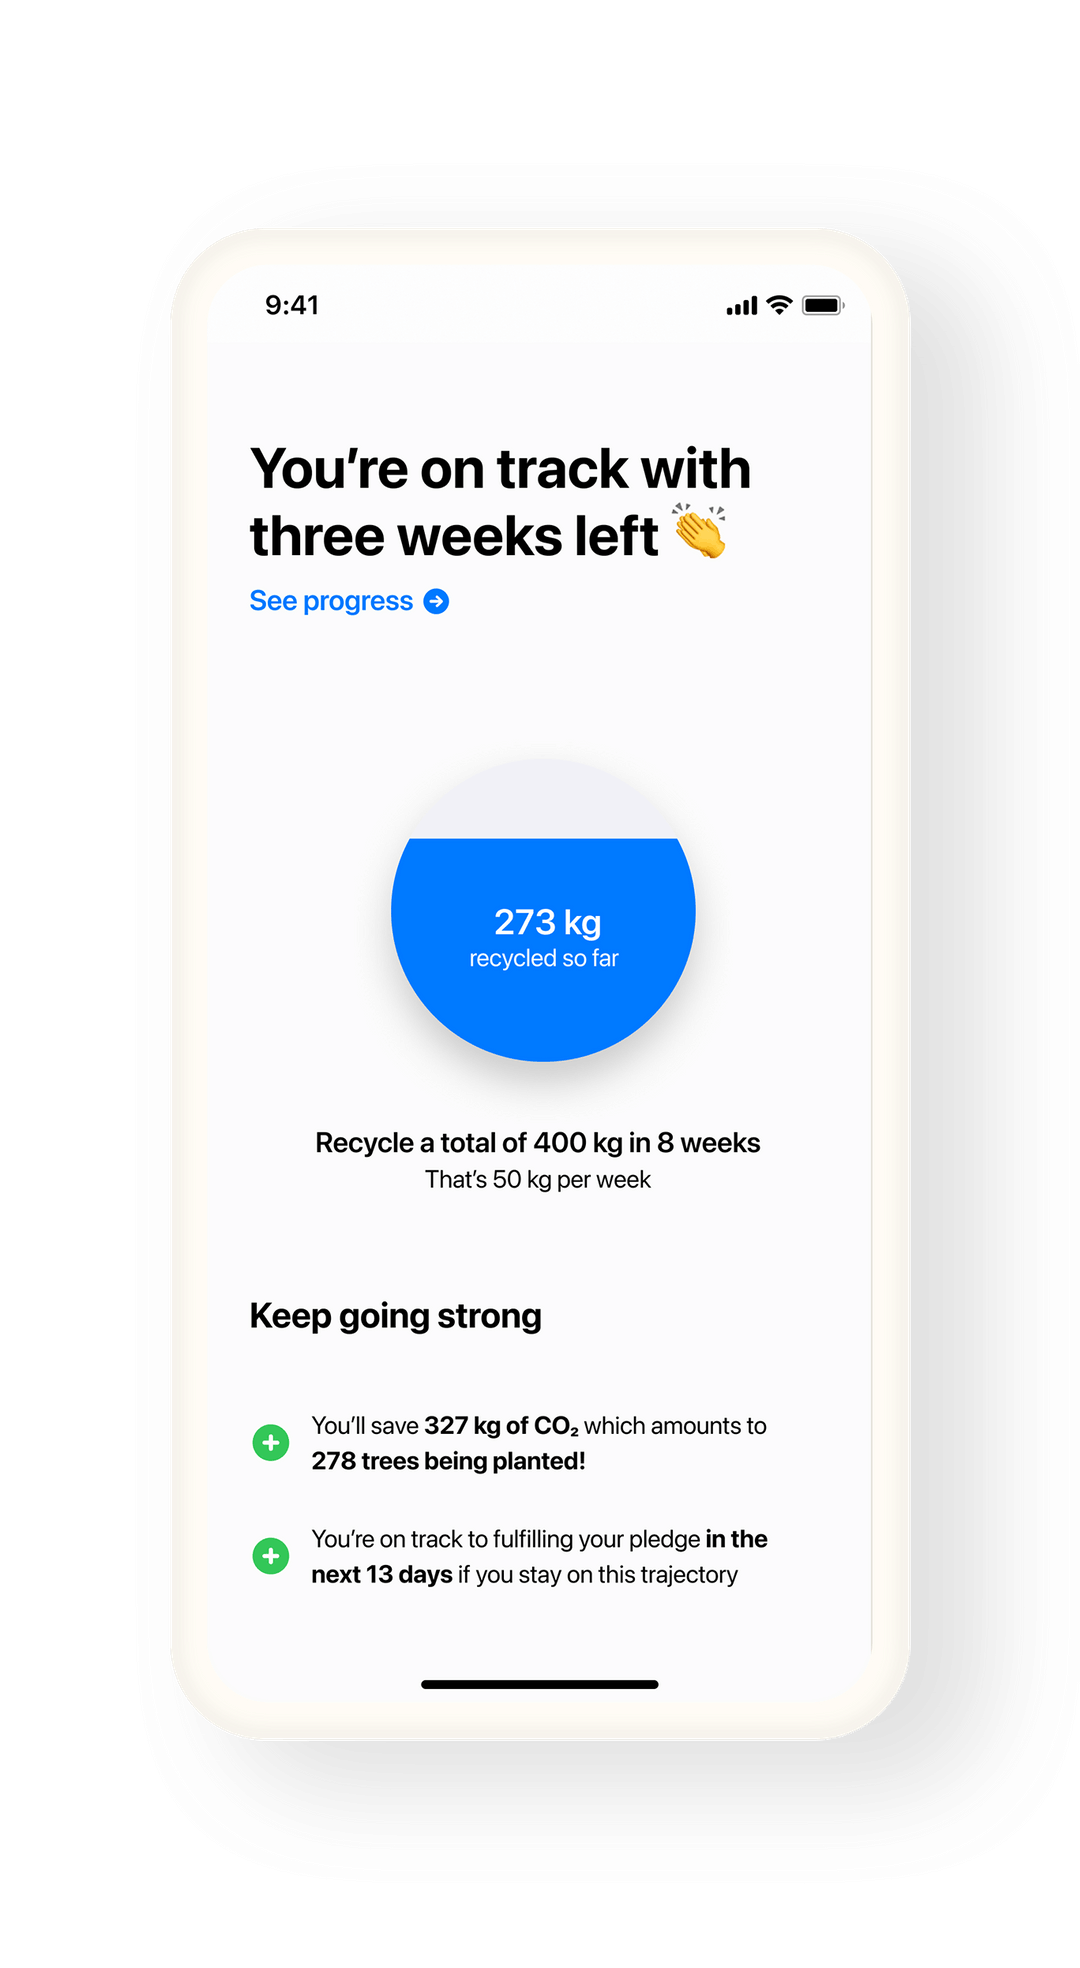 9:41
You’re on track with
three weeks left 👏
See progress
273 kg
recycled so far
Recycle a total of 400 kg in 8 weeks
That’s 50 kg per week
Keep going strong
You’ll save 327 kg of CO₂ which amounts to
278 trees being planted!
You’re on track to fulfilling your pledge in the
next 13 days if you stay on this trajectory